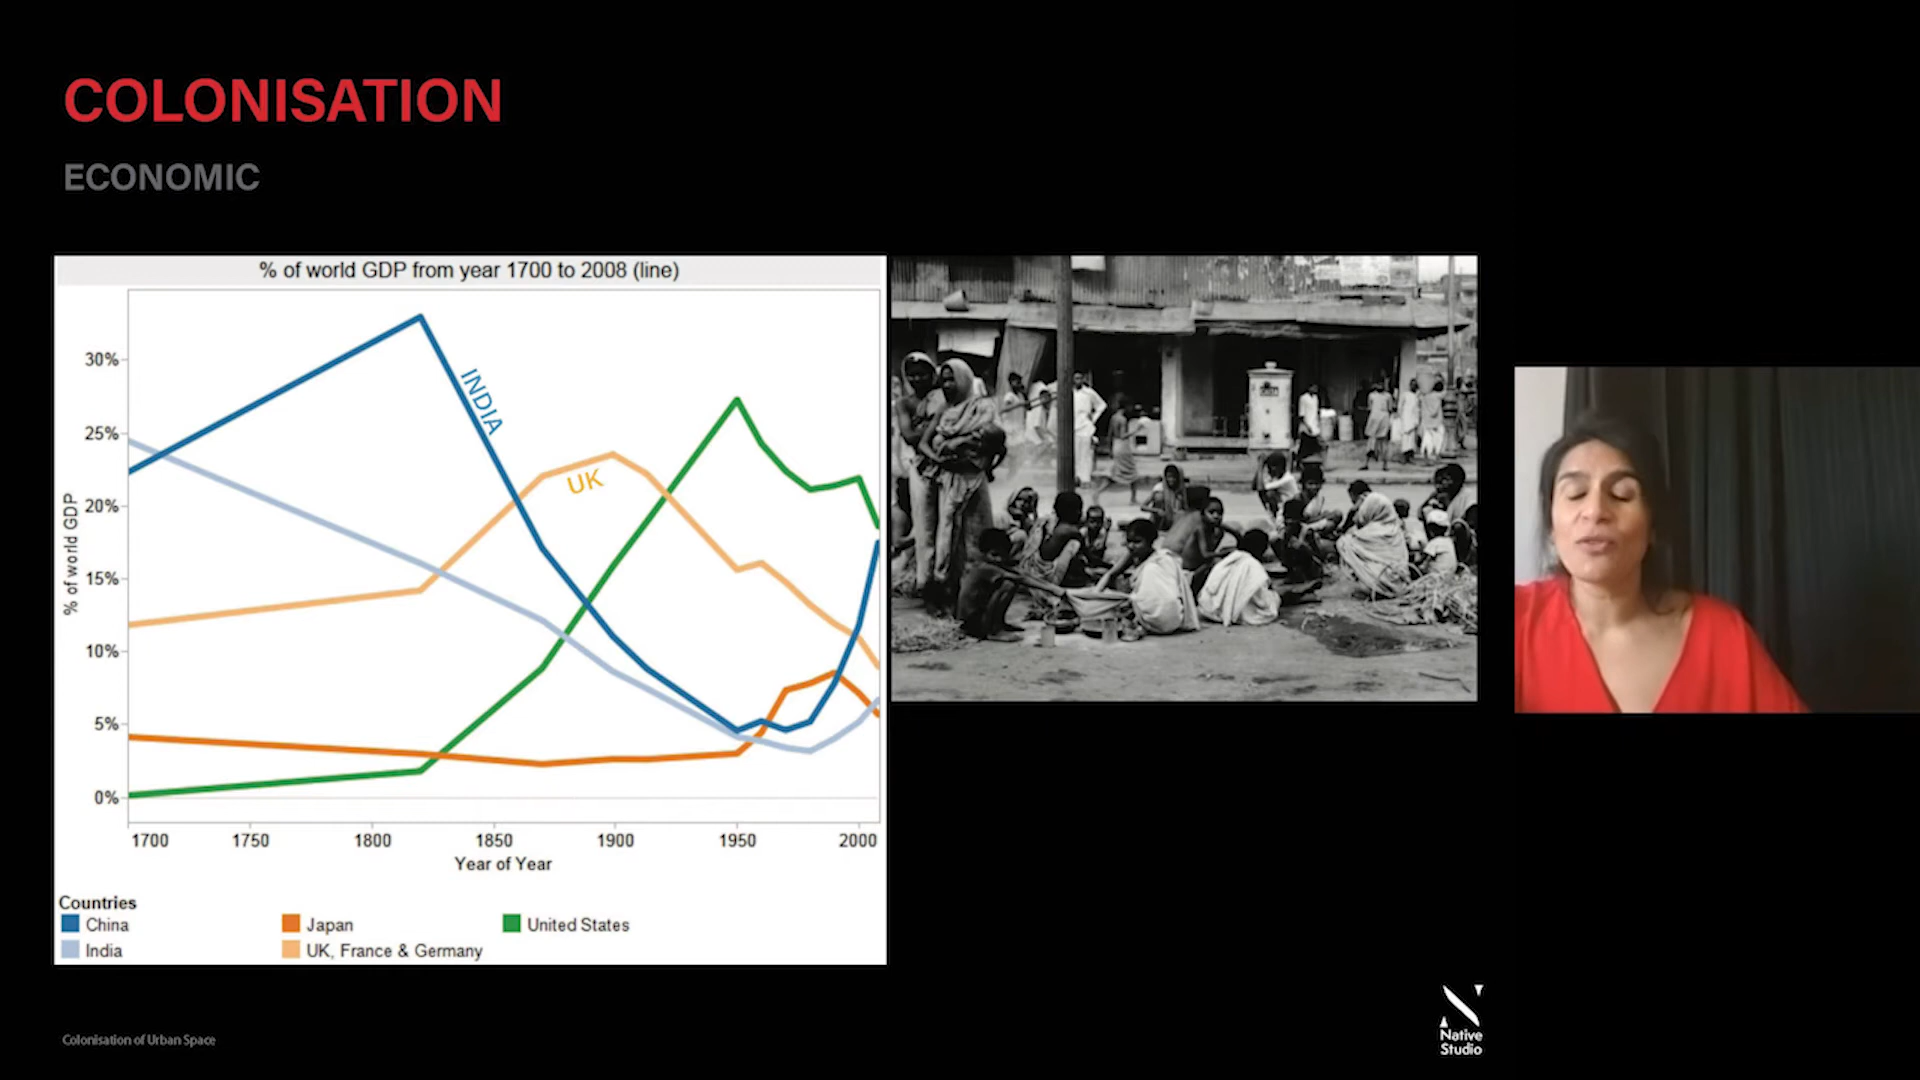 COLONISATION
ECONOMIC
% of world GDP from year 1700 to 2008 (line)
% of world GDP
30%
25%
20%
15%
10%
5%
0%
INDIA
UK
1700 1750 1800 1850 1900 1950 2000
Year of Year
Countries
China Japan United States
India UK, France & Germany
Colonisation of Urban Space
Native
Studio